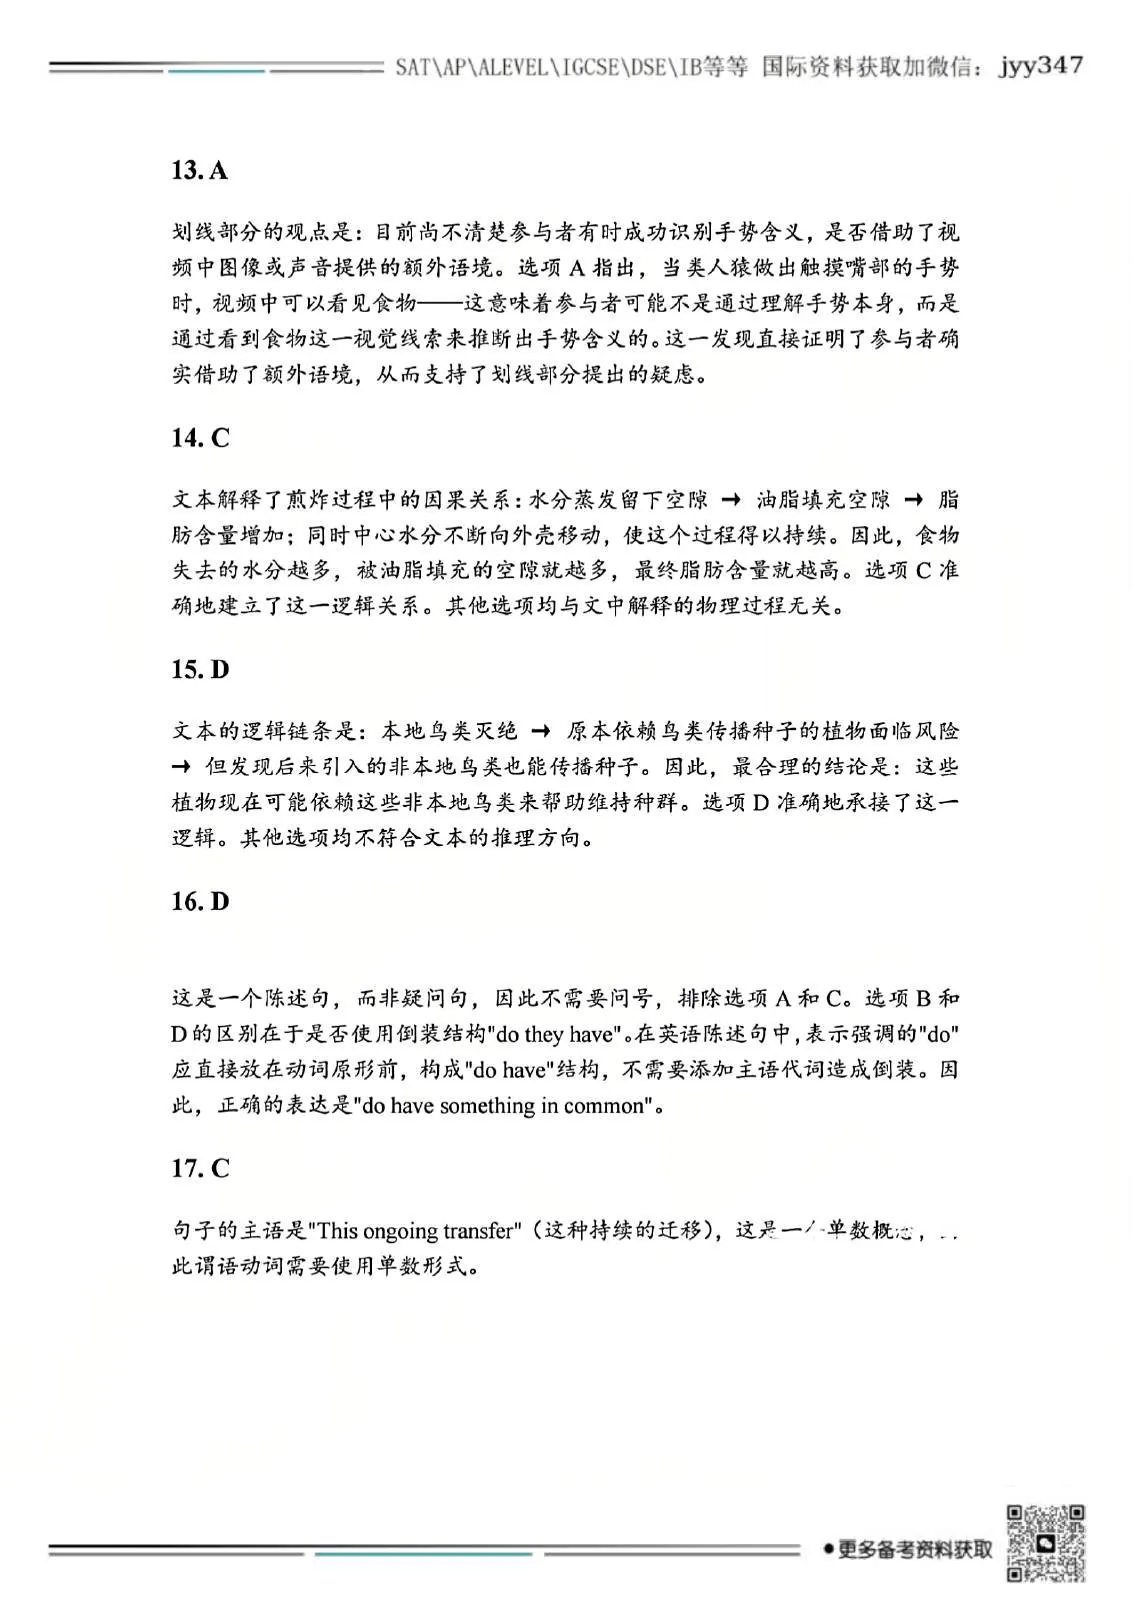 SAT\AP\ALEVEL\IGCSE\DSE\IB等等 国际资料获取加微信：jyy347
13. A
划线部分的观点是：目前尚不清楚参与者有时成功识别手势含义，是否借助了视
频中图像或声音提供的额外语境。选项 A 指出，当类人猿做出触摸嘴部的手势
时，视频中可以看见食物——这意味着参与者可能不是通过理解手势本身，而是
通过看到食物这一视觉线索来推断出手势含义的。这一发现直接证明了参与者确
实借助了额外语境，从而支持了划线部分提出的疑虑。
14. C
文本解释了煎炸过程中的因果关系：水分蒸发留下空隙 → 油脂填充空隙 → 脂
肪含量增加；同时中心水分不断向外壳移动，使这个过程得以持续。因此，食物
失去的水分越多，被油脂填充的空隙就越多，最终脂肪含量就越高。选项 C 准
确地建立了这一逻辑关系。其他选项均与文中解释的物理过程无关。
15. D
文本的逻辑链条是：本地鸟类灭绝 → 原本依赖鸟类传播种子的植物面临风险
→ 但发现后来引入的非本地鸟类也能传播种子。因此，最合理的结论是：这些
植物现在可能依赖这些非本地鸟类来帮助维持种群。选项 D 准确地承接了这一
逻辑。其他选项均不符合文本的推理方向。
16. D
这是一个陈述句，而非疑问句，因此不需要问号，排除选项 A 和 C。选项 B 和
D 的区别在于是否使用倒装结构"do they have"。在英语陈述句中，表示强调的"do"
应直接放在动词原形前，构成"do have"结构，不需要添加主语代词造成倒装。因
此，正确的表达是"do have something in common"。
17. C
句子的主语是"This ongoing transfer"（这种持续的迁移），这是一个单数概念，
此谓语动词需要使用单数形式。
●更多备考资料获取